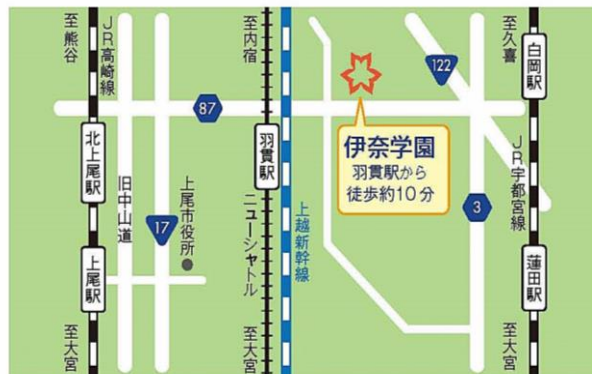 至熊谷
JR高崎線
至内宿
至久喜
白岡駅
122
87
北上尾駅
羽貫駅
伊奈学園
羽貫駅から
徒歩約10分
JR宇都宮線
旧中山道
17
上尾市役所
ニューシャトル
上越新幹線
3
上尾駅
蓮田駅
至大宮
至大宮
至大宮